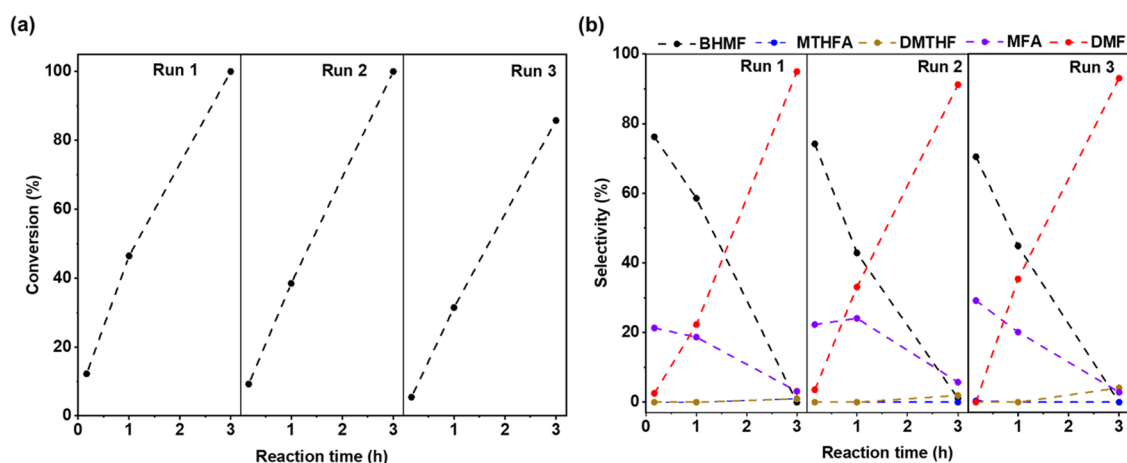 (a)
Run 1 Run 2 Run 3
Conversion (%)
100
80
60
40
20
0
0 1 2 3 1 2 3 1 2 3
Reaction time (h)
(b)
BHMF MTHFA DMTHF MFA DMF
Run 1 Run 2 Run 3
Selectivity (%)
100
80
60
40
20
0
0 1 2 3 1 2 3 1 2 3
Reaction time (h)